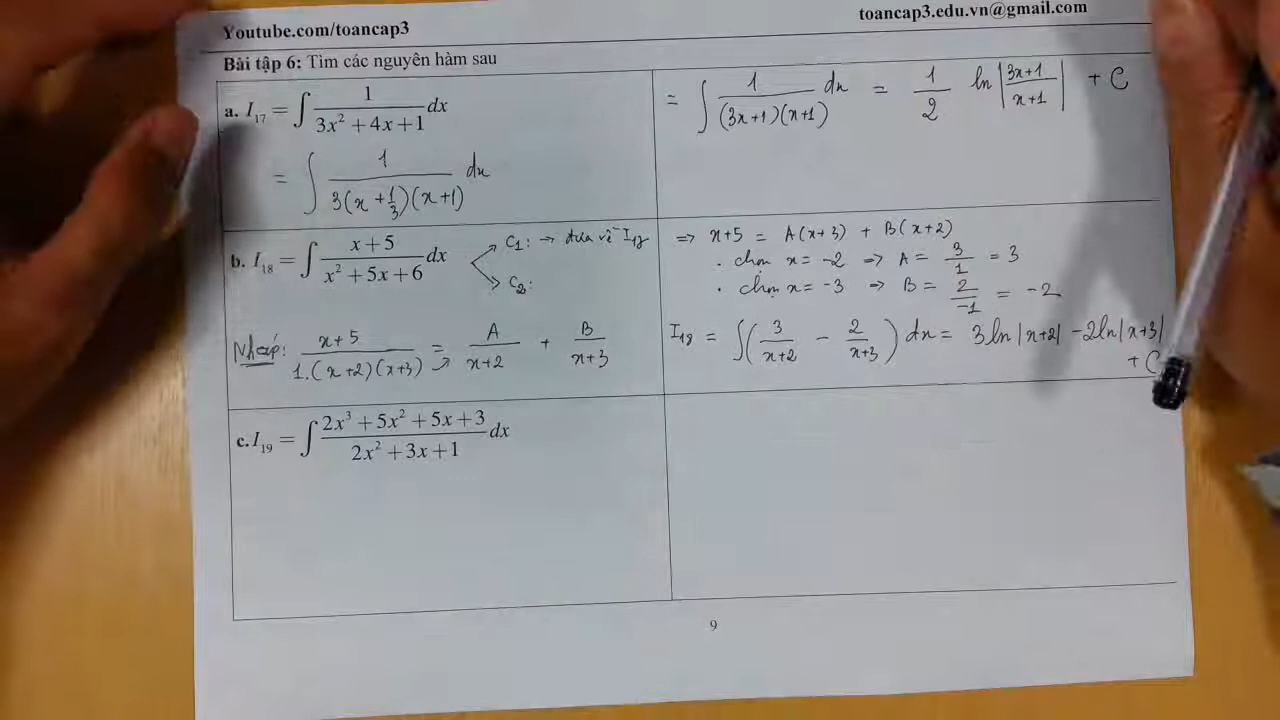 Youtube.com/toancap3
toancap3.edu.vn@gmail.com
Bài tập 6: Tìm các nguyên hàm sau
a. I₁₇ = ∫ 1/(3x² + 4x + 1) dx
= ∫ 1/(3(x + 1/3)(x + 1)) dx
= ∫ 1/((3x+1)(x+1)) dx = 1/2 ln |(3x+1)/(x+1)| + C
b. I₁₈ = ∫ (x + 5)/(x² + 5x + 6) dx
C₁: → đưa về I₁₇
C₂:
Nháp: (x+5)/(1.(x+2)(x+3)) = A/(x+2) + B/(x+3)
⇒ x+5 = A(x+3) + B(x+2)
. chọn x = -2 ⇒ A = 3/1 = 3
. chọn x = -3 ⇒ B = 2/-1 = -2
I₁₈ = ∫(3/(x+2) - 2/(x+3)) dx = 3ln|x+2| - 2ln|x+3|
+ C
c. I₁₉ = ∫ (2x³ + 5x² + 5x + 3)/(2x² + 3x + 1) dx
9